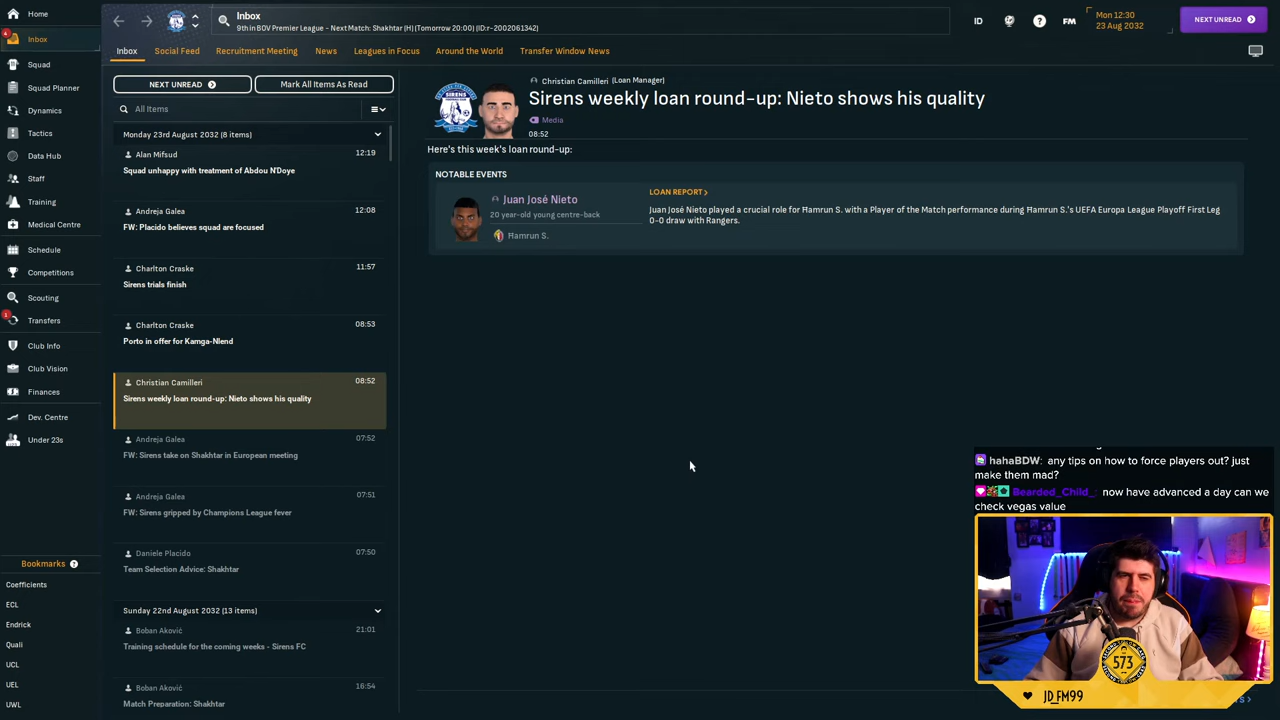 Home
Inbox
Squad
Squad Planner
Dynamics
Tactics
Data Hub
Staff
Training
Medical Centre
Schedule
Competitions
Scouting
Transfers
Club Info
Club Vision
Finances
Dev. Centre
Under 23s
Bookmarks
Coefficients
ECL
Endrick
Quali
UCL
UEL
UWL
4
1
Inbox
9th in BOV Premier League - Next Match: Shakhtar (H) (Tomorrow 20:00) (ID:r-2002061342)
ID
FM
Mon 12:30
23 Aug 2032
NEXT UNREAD
Inbox
Social Feed
Recruitment Meeting
News
Leagues in Focus
Around the World
Transfer Window News
NEXT UNREAD
Mark All Items As Read
All Items
Monday 23rd August 2032 (8 items)
Alan Mifsud 12:19
Squad unhappy with treatment of Abdou N'Doye
Andreja Galea 12:08
FW: Placido believes squad are focused
Charlton Craske 11:57
Sirens trials finish
Charlton Craske 08:53
Porto in offer for Kamga-Nlend
Christian Camilleri 08:52
Sirens weekly loan round-up: Nieto shows his quality
Andreja Galea 07:52
FW: Sirens take on Shakhtar in European meeting
Andreja Galea 07:51
FW: Sirens gripped by Champions League fever
Daniele Placido 07:50
Team Selection Advice: Shakhtar
Sunday 22nd August 2032 (13 items)
Boban Aković 21:01
Training schedule for the coming weeks - Sirens FC
Boban Aković 16:54
Match Preparation: Shakhtar
SIRENS
Christian Camilleri (Loan Manager)
Sirens weekly loan round-up: Nieto shows his quality
Media
08:52
Here's this week's loan round-up:
NOTABLE EVENTS
Juan José Nieto
20 year-old young centre-back
Ħamrun S.
LOAN REPORT
Juan José Nieto played a crucial role for Ħamrun S. with a Player of the Match performance during Ħamrun S.'s UEFA Europa League Playoff First Leg
0-0 draw with Rangers.
hahaBDW: any tips on how to force players out? just
make them mad?
Bearded_Child_: now have advanced a day can we
check vegas value
573
JD_FM99